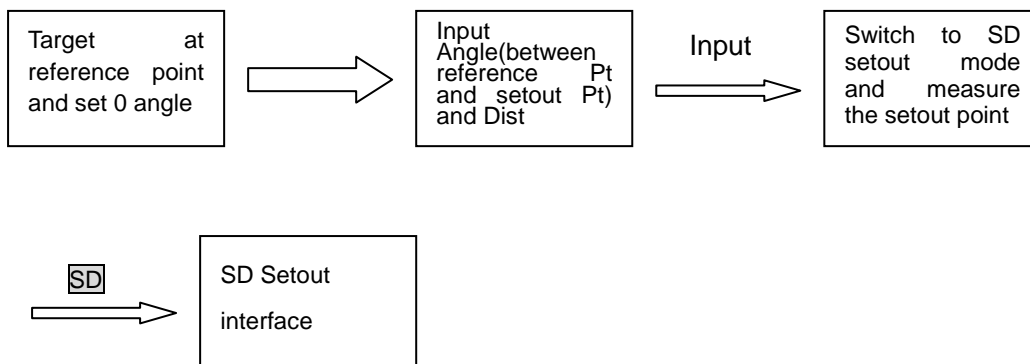 Target at
reference point
and set 0 angle
Input
Angle(between
reference Pt
and setout Pt)
and Dist
Input
Switch to SD
setout mode
and measure
the setout point
SD
SD Setout
interface